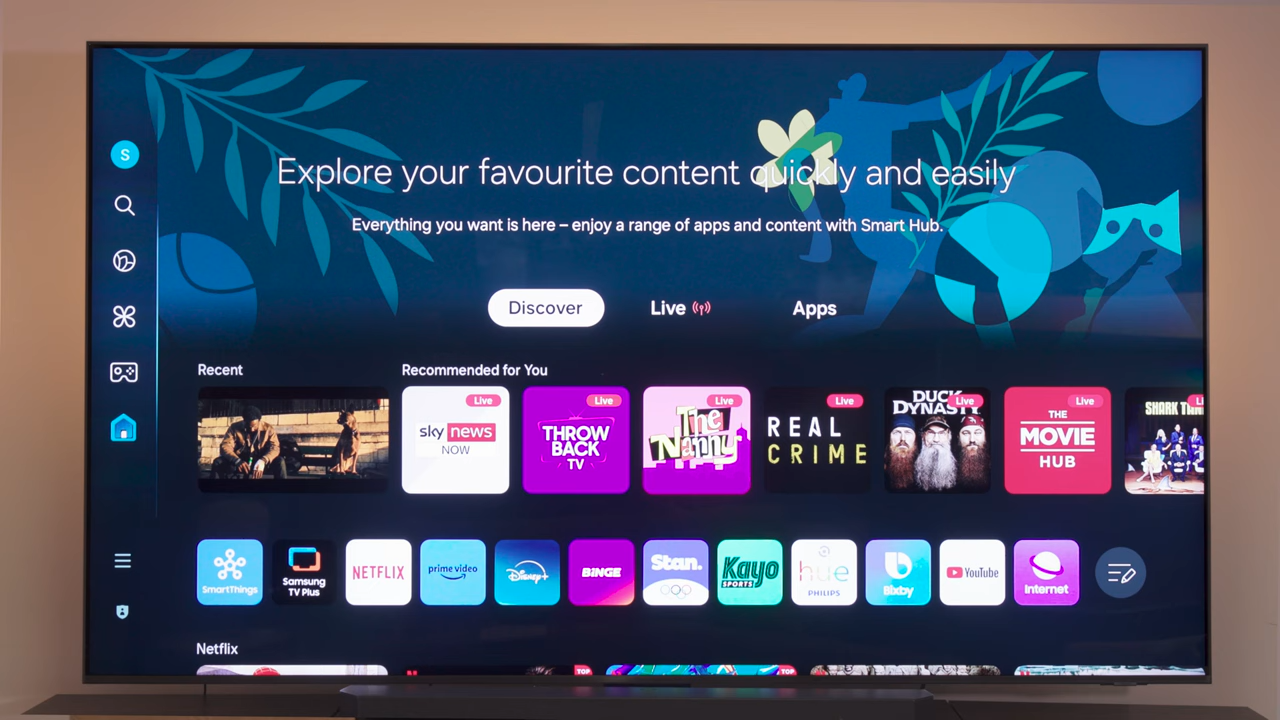 S
Explore your favourite content quickly and easily
Everything you want is here – enjoy a range of apps and content with Smart Hub.
Discover
Live
Apps
Recent
Recommended for You
Live
sky news
NOW
Live
THROW
BACK
TV
Live
The
Nanny
Live
REAL
CRIME
Live
DUCK
DYNASTY
Live
THE
MOVIE
HUB
SHARK
SmartThings
Samsung
TV Plus
NETFLIX
prime video
Disney+
BINGE
Stan.
Kayo
SPORTS
hue
PHILIPS
Bixby
YouTube
Internet
Netflix
TOP
TOP